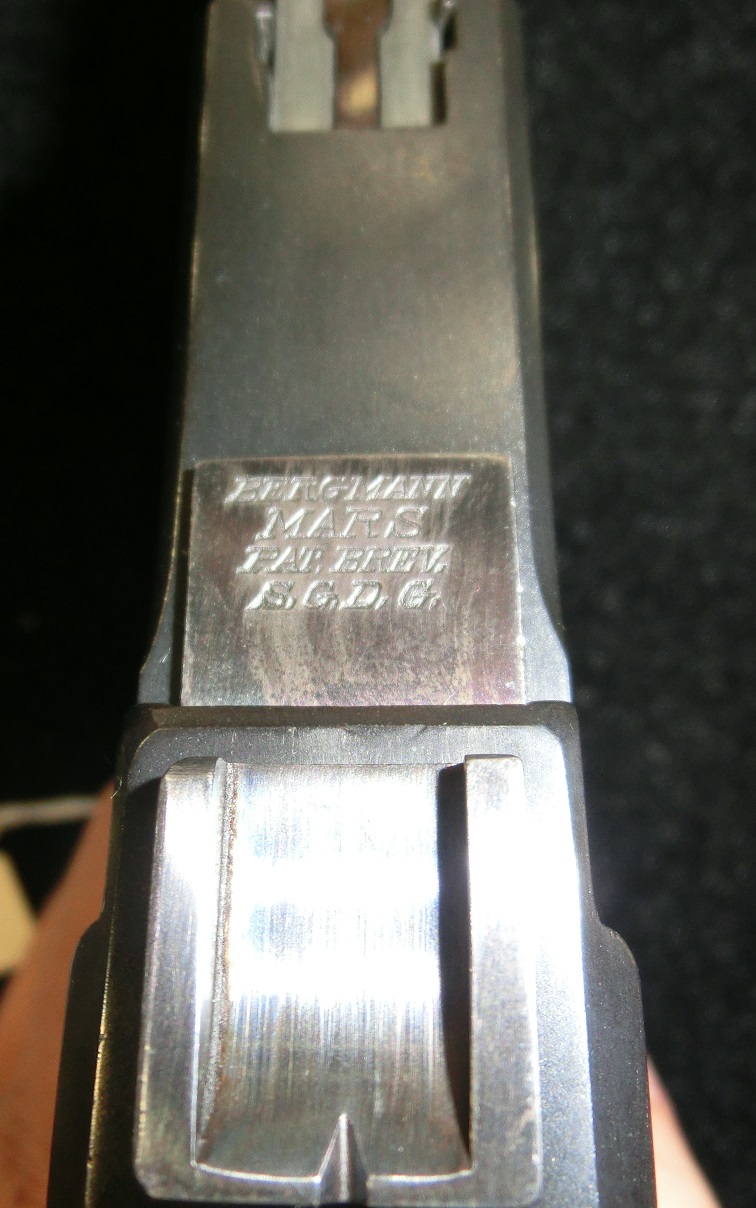 BERGMANN
MARS
PAT. BREV.
S. G. D. G.